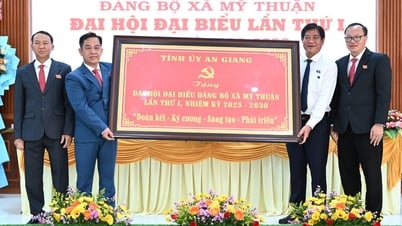 ĐẢNG BỘ XÃ MỸ THUẬN
ĐẠI HỘI ĐẠI BIỂU LẦN THỨ I
TỈNH ỦY AN GIANG
Tặng
ĐẠI HỘI ĐẠI BIỂU ĐẢNG BỘ XÃ MỸ THUẬN
LẦN THỨ I, NHIỆM KỲ 2025 - 2030
"Đoàn kết - Kỷ cương - Sáng tạo - Phát triển"